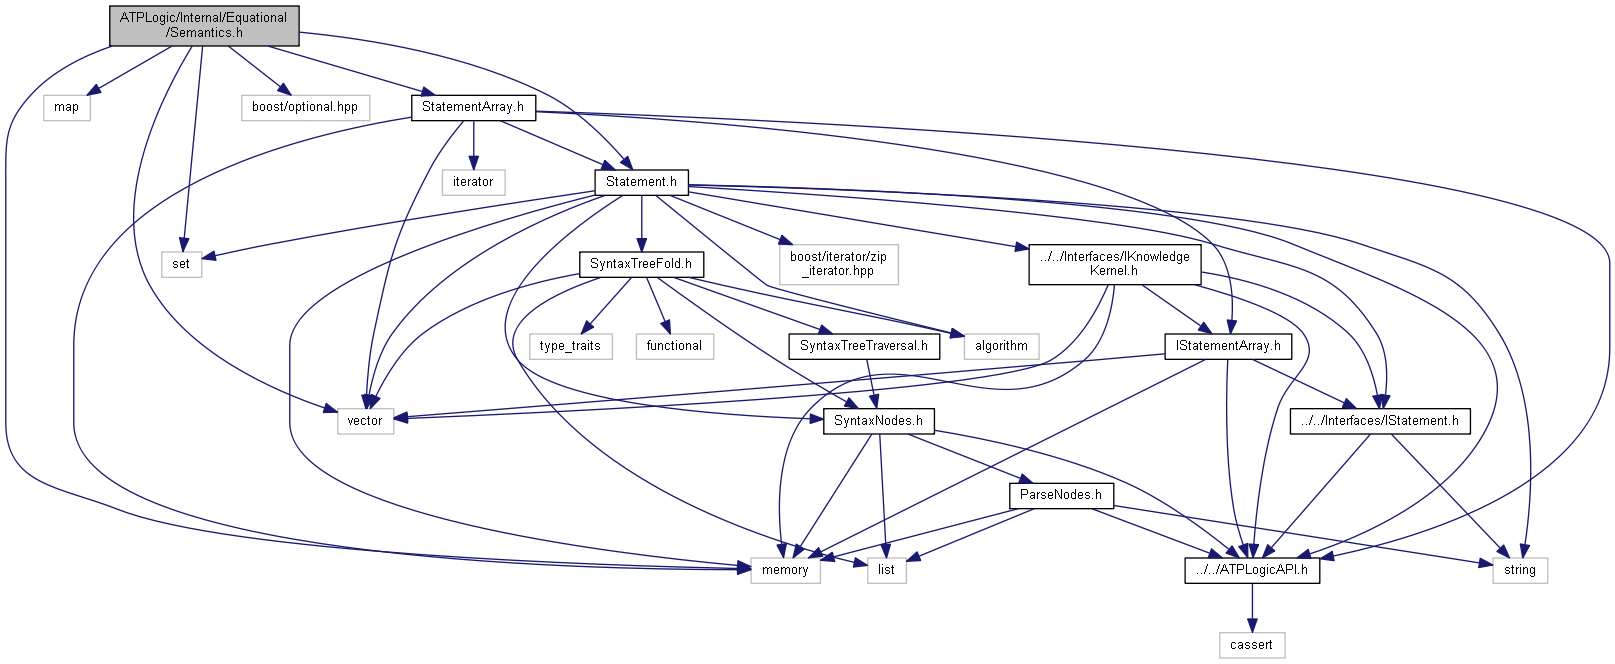 ATPLogic/Internal/Equational
/Semantics.h
map
boost/optional.hpp
StatementArray.h
iterator
Statement.h
set
SyntaxTreeFold.h
boost/iterator/zip
_iterator.hpp
../../Interfaces/IKnowledge
Kernel.h
type_traits
functional
SyntaxTreeTraversal.h
algorithm
IStatementArray.h
vector
SyntaxNodes.h
../../Interfaces/IStatement.h
ParseNodes.h
memory
list
../../ATPLogicAPI.h
string
cassert